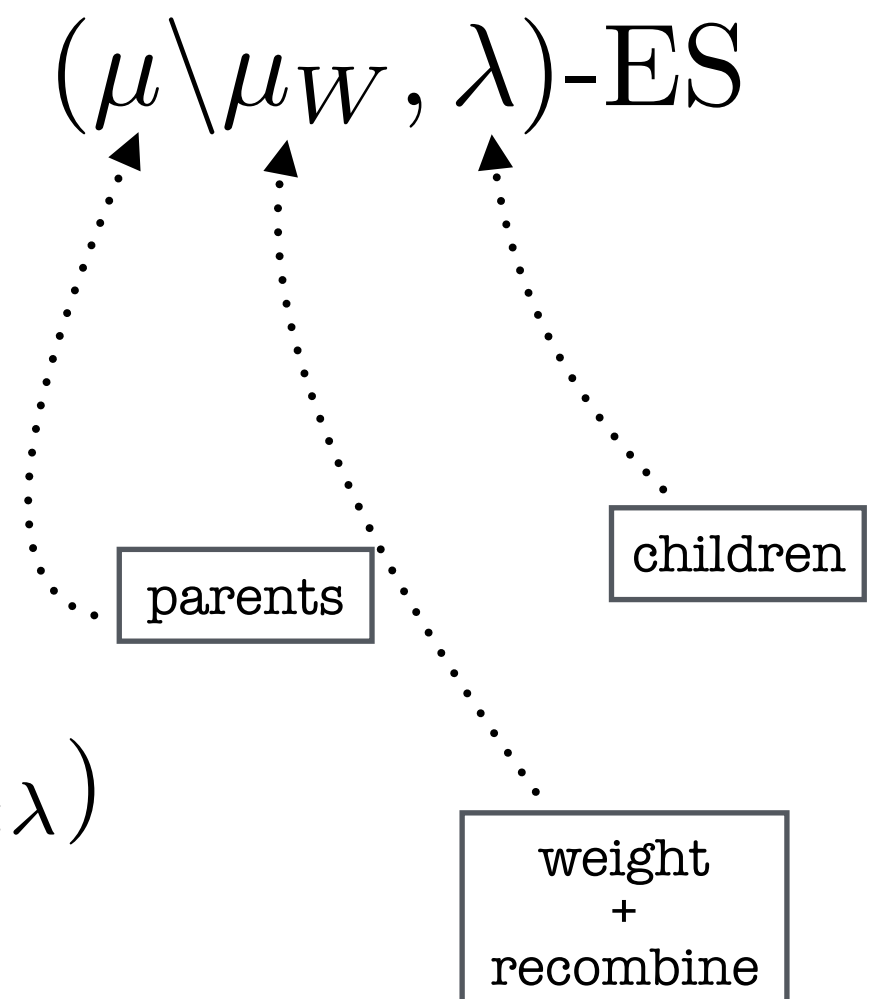 (μ\μ_W, λ)-ES
children
parents
λ)
weight
+
recombine